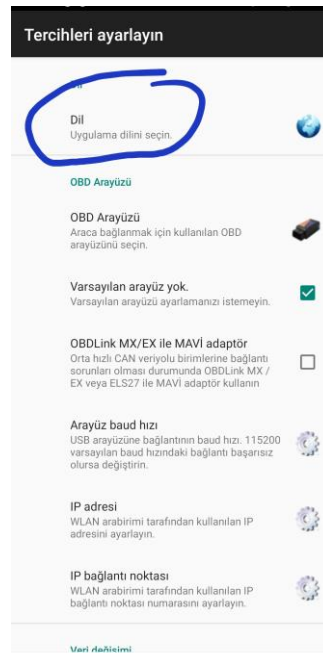 Tercihleri ayarlayın
Dil
Uygulama dilini seçin.
OBD Arayüzü
OBD Arayüzü
Araca bağlanmak için kullanılan OBD
arayüzünü seçin.
Varsayılan arayüz yok.
Varsayılan arayüzü ayarlamanızı istemeyin.
OBDLink MX/EX ile MAVİ adaptör
Orta hızlı CAN veriyolu birimlerine bağlantı
sorunları olması durumunda OBDLink MX /
EX veya ELS27 ile MAVİ adaptör kullanın
Arayüz baud hızı
USB arayüzüne bağlantının baud hızı. 115200
varsayılan baud hızındaki bağlantı başarısız
olursa değiştirin.
IP adresi
WLAN arabirimi tarafından kullanılan IP
adresini ayarlayın.
IP bağlantı noktası
WLAN arabirimi tarafından kullanılan IP
bağlantı noktası numarasını ayarlayın.
Veri değişimi